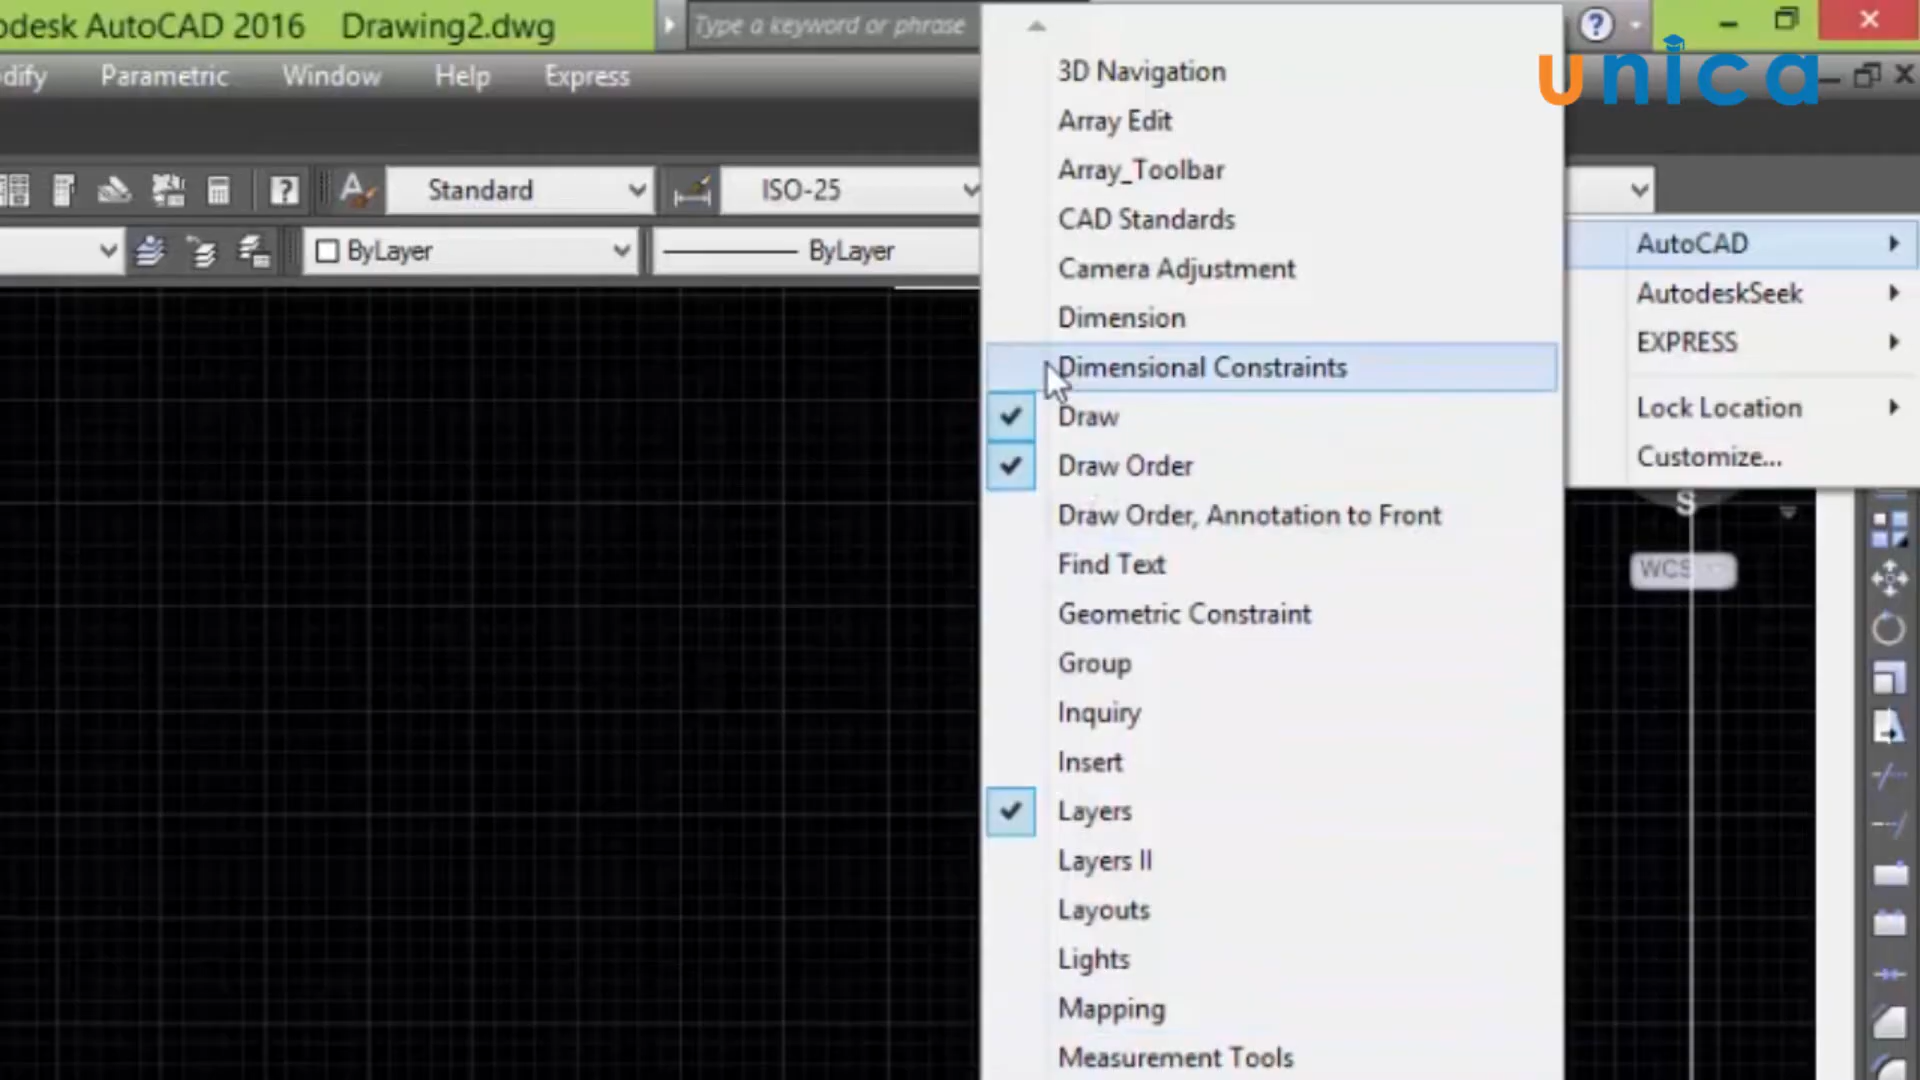 odesk AutoCAD 2016 Drawing2.dwg
Type a keyword or phrase
?
unica
dify Parametric Window Help Express
Standard
ISO-25
ByLayer
ByLayer
3D Navigation
Array Edit
Array_Toolbar
CAD Standards
Camera Adjustment
Dimension
Dimensional Constraints
Draw
Draw Order
Draw Order, Annotation to Front
Find Text
Geometric Constraint
Group
Inquiry
Insert
Layers
Layers II
Layouts
Lights
Mapping
Measurement Tools
AutoCAD
AutodeskSeek
EXPRESS
Lock Location
Customize...
S
WCS